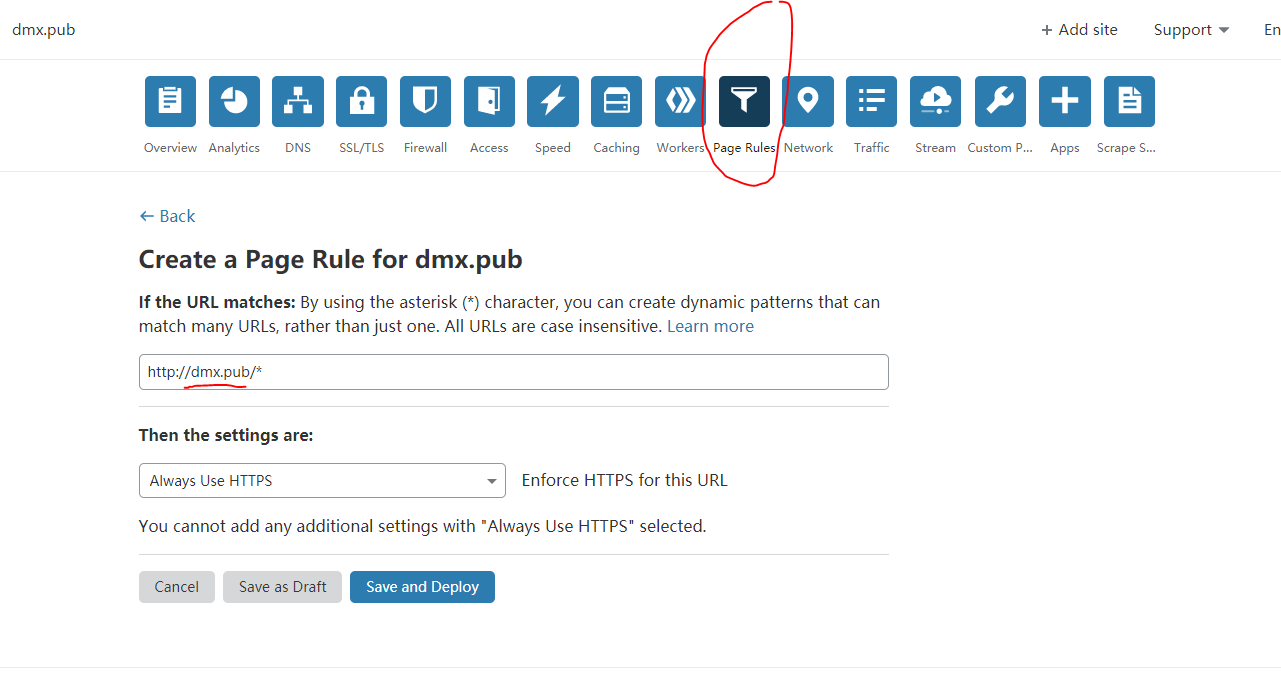 dmx.pub
+ Add site Support En
Overview Analytics DNS SSL/TLS Firewall Access Speed Caching Workers Page Rules Network Traffic Stream Custom P... Apps Scrape S...
← Back
Create a Page Rule for dmx.pub
If the URL matches: By using the asterisk (*) character, you can create dynamic patterns that can
match many URLs, rather than just one. All URLs are case insensitive. Learn more
http://dmx.pub/*
Then the settings are:
Always Use HTTPS Enforce HTTPS for this URL
You cannot add any additional settings with "Always Use HTTPS" selected.
Cancel Save as Draft Save and Deploy